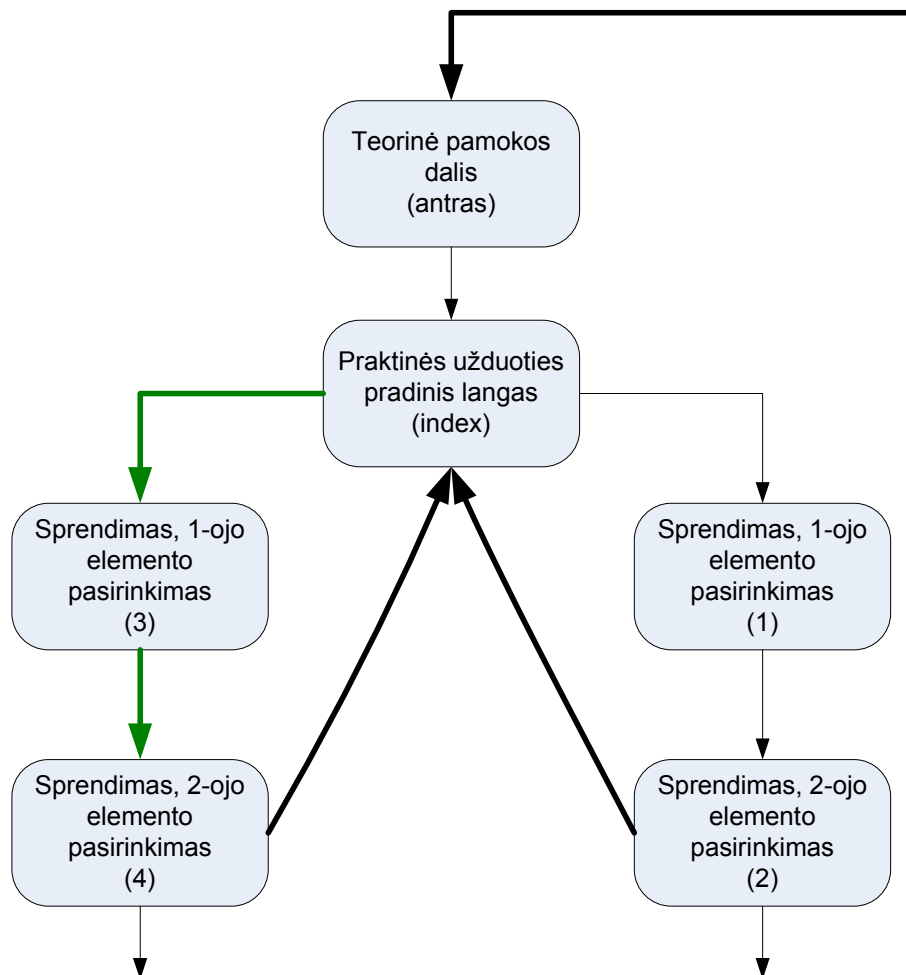 Teorinė pamokos
dalis
(antras)
Praktinės užduoties
pradinis langas
(index)
Sprendimas, 1-ojo
elemento
pasirinkimas
(3)
Sprendimas, 1-ojo
elemento
pasirinkimas
(1)
Sprendimas, 2-ojo
elemento
pasirinkimas
(4)
Sprendimas, 2-ojo
elemento
pasirinkimas
(2)